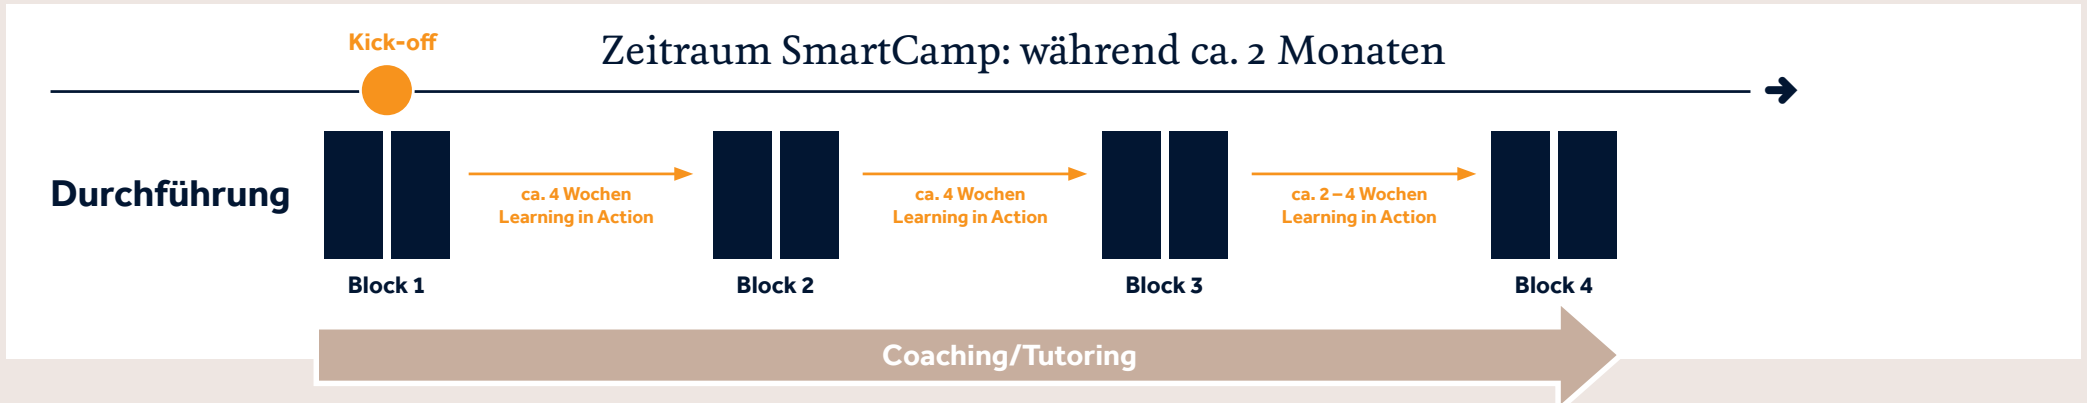 Kick-off
Zeitraum SmartCamp: während ca. 2 Monaten
Durchführung
ca. 4 Wochen
Learning in Action
ca. 4 Wochen
Learning in Action
ca. 2 – 4 Wochen
Learning in Action
Block 1
Block 2
Block 3
Block 4
Coaching/Tutoring